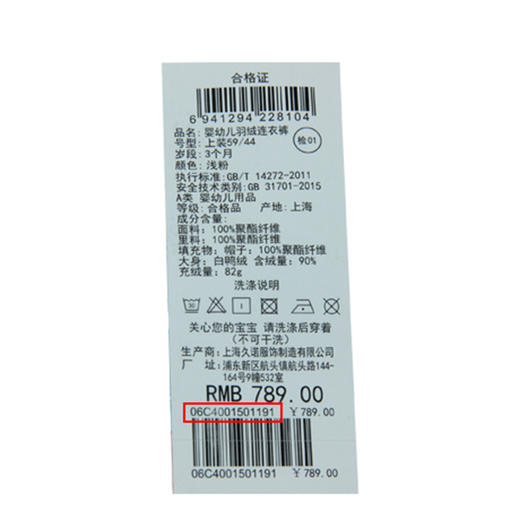 合格证
6 941294 228104
品名: 婴幼儿羽绒连衣裤
号型: 上装59/44
检01
岁段: 3个月
颜色: 浅粉
执行标准:GB/T 14272-2011
安全技术类别:GB 31701-2015
A类 婴幼儿用品
等级: 合格品 产地: 上海
成分含量:
面料: 100%聚酯纤维
里料: 100%聚酯纤维
填充物: 帽子: 100%聚酯纤维
大身: 白鸭绒 含绒量: 90%
充绒量: 82g
洗涤说明
30
关心您的宝宝 请洗涤后穿着
(不可干洗)
生产商: 上海久诺服饰制造有限公司
厂 址: 浦东新区航头镇航头路144-
164号9幢532室
RMB 789.00
06C4001501191 ¥789.00
06C4001501191 ¥789.00